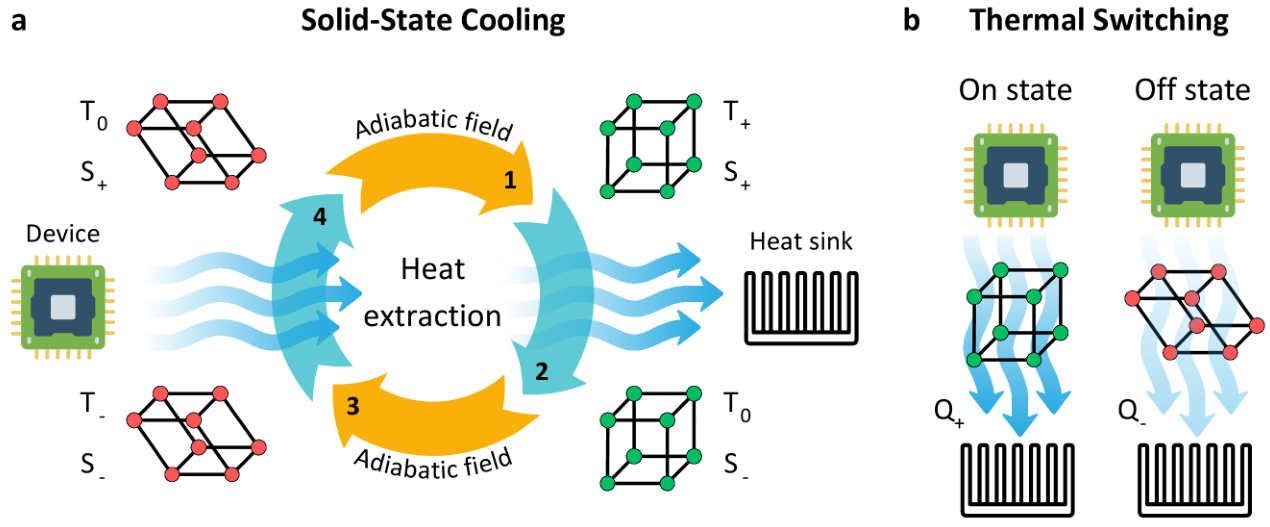 a
Solid-State Cooling
T0
S+
Adiabatic field
1
T+
S+
4
Device
Heat
extraction
Heat sink
2
3
T-
S-
Adiabatic field
T0
S-
b
Thermal Switching
On state
Off state
Q+
Q-